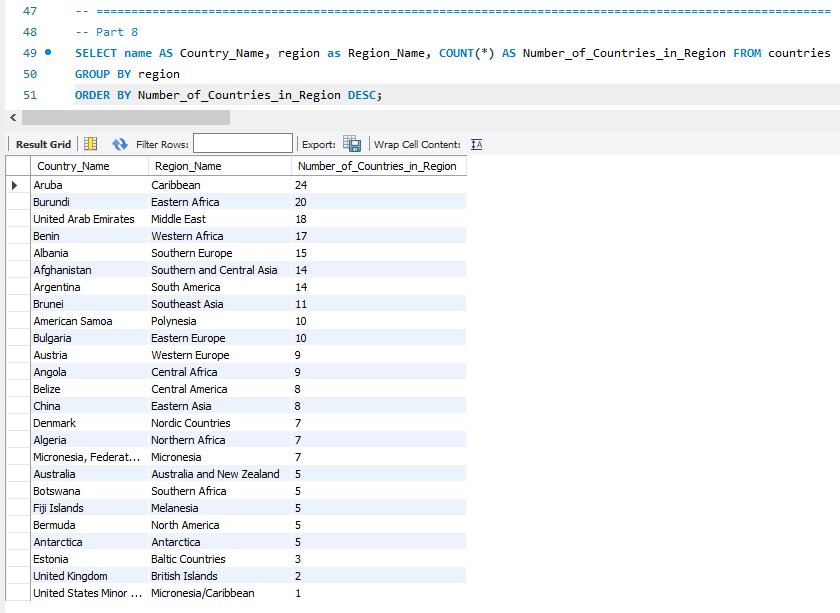 47 -- ==========================================================================================
48 -- Part 8
49 SELECT name AS Country_Name, region as Region_Name, COUNT(*) AS Number_of_Countries_in_Region FROM countries
50 GROUP BY region
51 ORDER BY Number_of_Countries_in_Region DESC;
Result Grid Filter Rows: Export: Wrap Cell Content: IA
Country_Name Region_Name Number_of_Countries_in_Region
Aruba Caribbean 24
Burundi Eastern Africa 20
United Arab Emirates Middle East 18
Benin Western Africa 17
Albania Southern Europe 15
Afghanistan Southern and Central Asia 14
Argentina South America 14
Brunei Southeast Asia 11
American Samoa Polynesia 10
Bulgaria Eastern Europe 10
Austria Western Europe 9
Angola Central Africa 9
Belize Central America 8
China Eastern Asia 8
Denmark Nordic Countries 7
Algeria Northern Africa 7
Micronesia, Federat... Micronesia 7
Australia Australia and New Zealand 5
Botswana Southern Africa 5
Fiji Islands Melanesia 5
Bermuda North America 5
Antarctica Antarctica 5
Estonia Baltic Countries 3
United Kingdom British Islands 2
United States Minor ... Micronesia/Caribbean 1